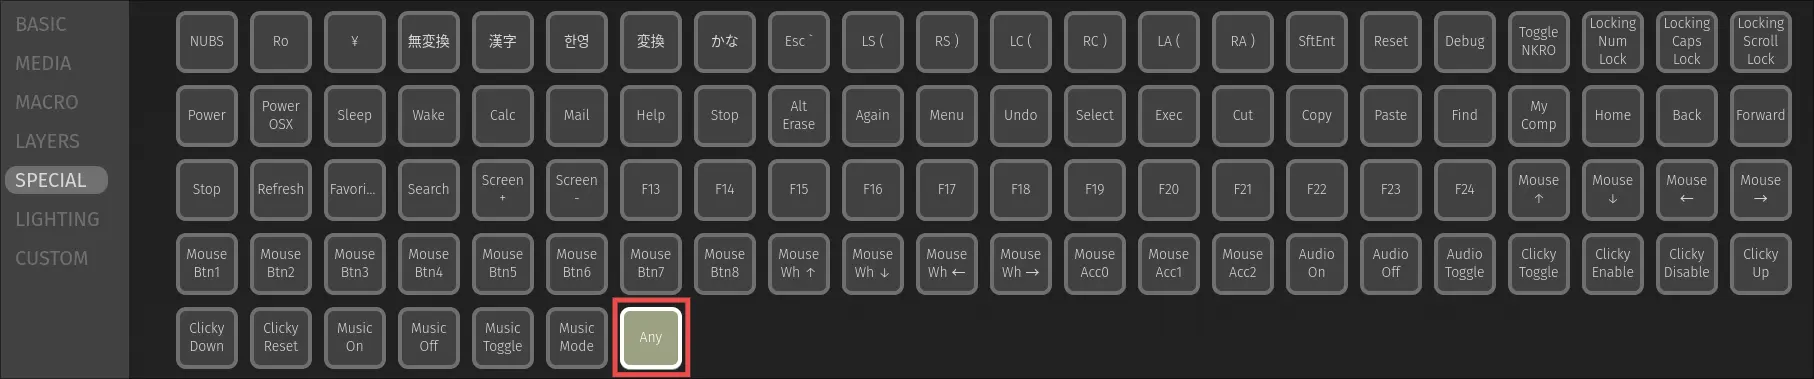 BASIC
MEDIA
MACRO
LAYERS
SPECIAL
LIGHTING
CUSTOM
NUBS
Ro
¥
無変換
漢字
한영
変換
かな
Esc `
LS (
RS )
LC (
RC )
LA (
RA )
SftEnt
Reset
Debug
Toggle
NKRO
Locking
Num
Lock
Locking
Caps
Lock
Locking
Scroll
Lock
Power
Power
OSX
Sleep
Wake
Calc
Mail
Help
Stop
Alt
Erase
Again
Menu
Undo
Select
Exec
Cut
Copy
Paste
Find
My
Comp
Home
Back
Forward
Stop
Refresh
Favori...
Search
Screen
+
Screen
-
F13
F14
F15
F16
F17
F18
F19
F20
F21
F22
F23
F24
Mouse
↑
Mouse
↓
Mouse
←
Mouse
→
Mouse
Btn1
Mouse
Btn2
Mouse
Btn3
Mouse
Btn4
Mouse
Btn5
Mouse
Btn6
Mouse
Btn7
Mouse
Btn8
Mouse
Wh ↑
Mouse
Wh ↓
Mouse
Wh ←
Mouse
Wh →
Mouse
Acc0
Mouse
Acc1
Mouse
Acc2
Audio
On
Audio
Off
Audio
Toggle
Clicky
Toggle
Clicky
Enable
Clicky
Disable
Clicky
Up
Clicky
Down
Clicky
Reset
Music
On
Music
Off
Music
Toggle
Music
Mode
Any